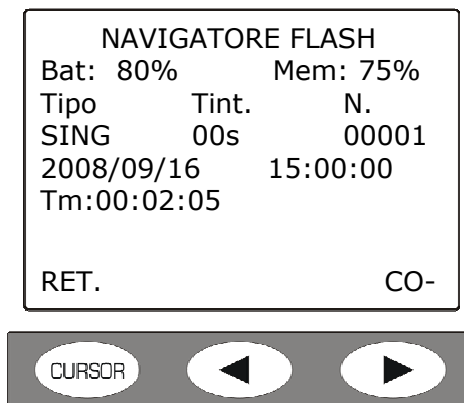 NAVIGATORE FLASH
Bat: 80% Mem: 75%
Tipo Tint. N.
SING 00s 00001
2008/09/16 15:00:00
Tm:00:02:05
RET. CO-
CURSOR